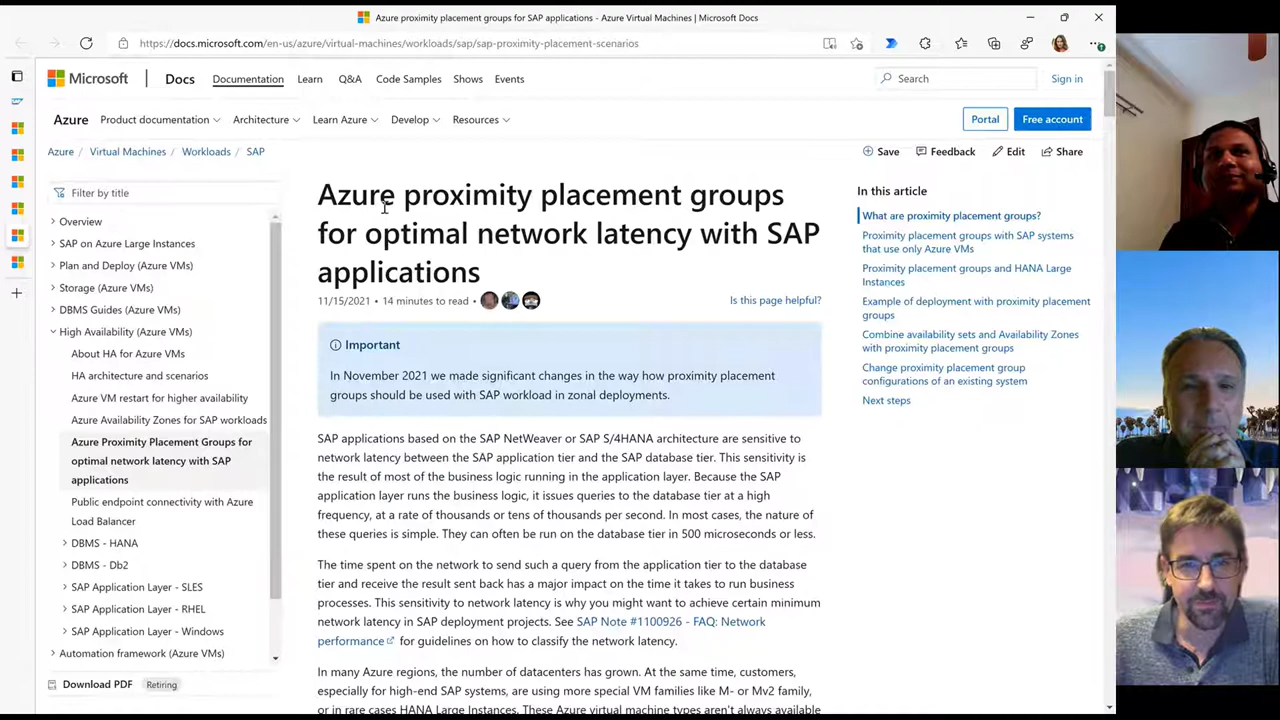 Azure proximity placement groups for SAP applications - Azure Virtual Machines | Microsoft Docs
https://docs.microsoft.com/en-us/azure/virtual-machines/workloads/sap/sap-proximity-placement-scenarios
Microsoft
Docs
Documentation
Learn
Q&A
Code Samples
Shows
Events
Search
Sign in
Azure
Product documentation
Architecture
Learn Azure
Develop
Resources
Portal
Free account
Azure / Virtual Machines / Workloads / SAP
Save
Feedback
Edit
Share
Filter by title
Overview
SAP on Azure Large Instances
Plan and Deploy (Azure VMs)
Storage (Azure VMs)
DBMS Guides (Azure VMs)
High Availability (Azure VMs)
About HA for Azure VMs
HA architecture and scenarios
Azure VM restart for higher availability
Azure Availability Zones for SAP workloads
Azure Proximity Placement Groups for
optimal network latency with SAP
applications
Public endpoint connectivity with Azure
Load Balancer
DBMS - HANA
DBMS - Db2
SAP Application Layer - SLES
SAP Application Layer - RHEL
SAP Application Layer - Windows
Automation framework (Azure VMs)
Download PDF
Retiring
Azure proximity placement groups
for optimal network latency with SAP
applications
11/15/2021 • 14 minutes to read •
Is this page helpful?
Important
In November 2021 we made significant changes in the way how proximity placement
groups should be used with SAP workload in zonal deployments.
SAP applications based on the SAP NetWeaver or SAP S/4HANA architecture are sensitive to
network latency between the SAP application tier and the SAP database tier. This sensitivity is
the result of most of the business logic running in the application layer. Because the SAP
application layer runs the business logic, it issues queries to the database tier at a high
frequency, at a rate of thousands or tens of thousands per second. In most cases, the nature of
these queries is simple. They can often be run on the database tier in 500 microseconds or less.
The time spent on the network to send such a query from the application tier to the database
tier and receive the result sent back has a major impact on the time it takes to run business
processes. This sensitivity to network latency is why you might want to achieve certain minimum
network latency in SAP deployment projects. See SAP Note #1100926 - FAQ: Network
performance for guidelines on how to classify the network latency.
In many Azure regions, the number of datacenters has grown. At the same time, customers,
especially for high-end SAP systems, are using more special VM families like M- or Mv2 family,
or in rare cases HANA Large Instances. These Azure virtual machine types aren't always available
In this article
What are proximity placement groups?
Proximity placement groups with SAP systems
that use only Azure VMs
Proximity placement groups and HANA Large
Instances
Example of deployment with proximity placement
groups
Combine availability sets and Availability Zones
with proximity placement groups
Change proximity placement group
configurations of an existing system
Next steps